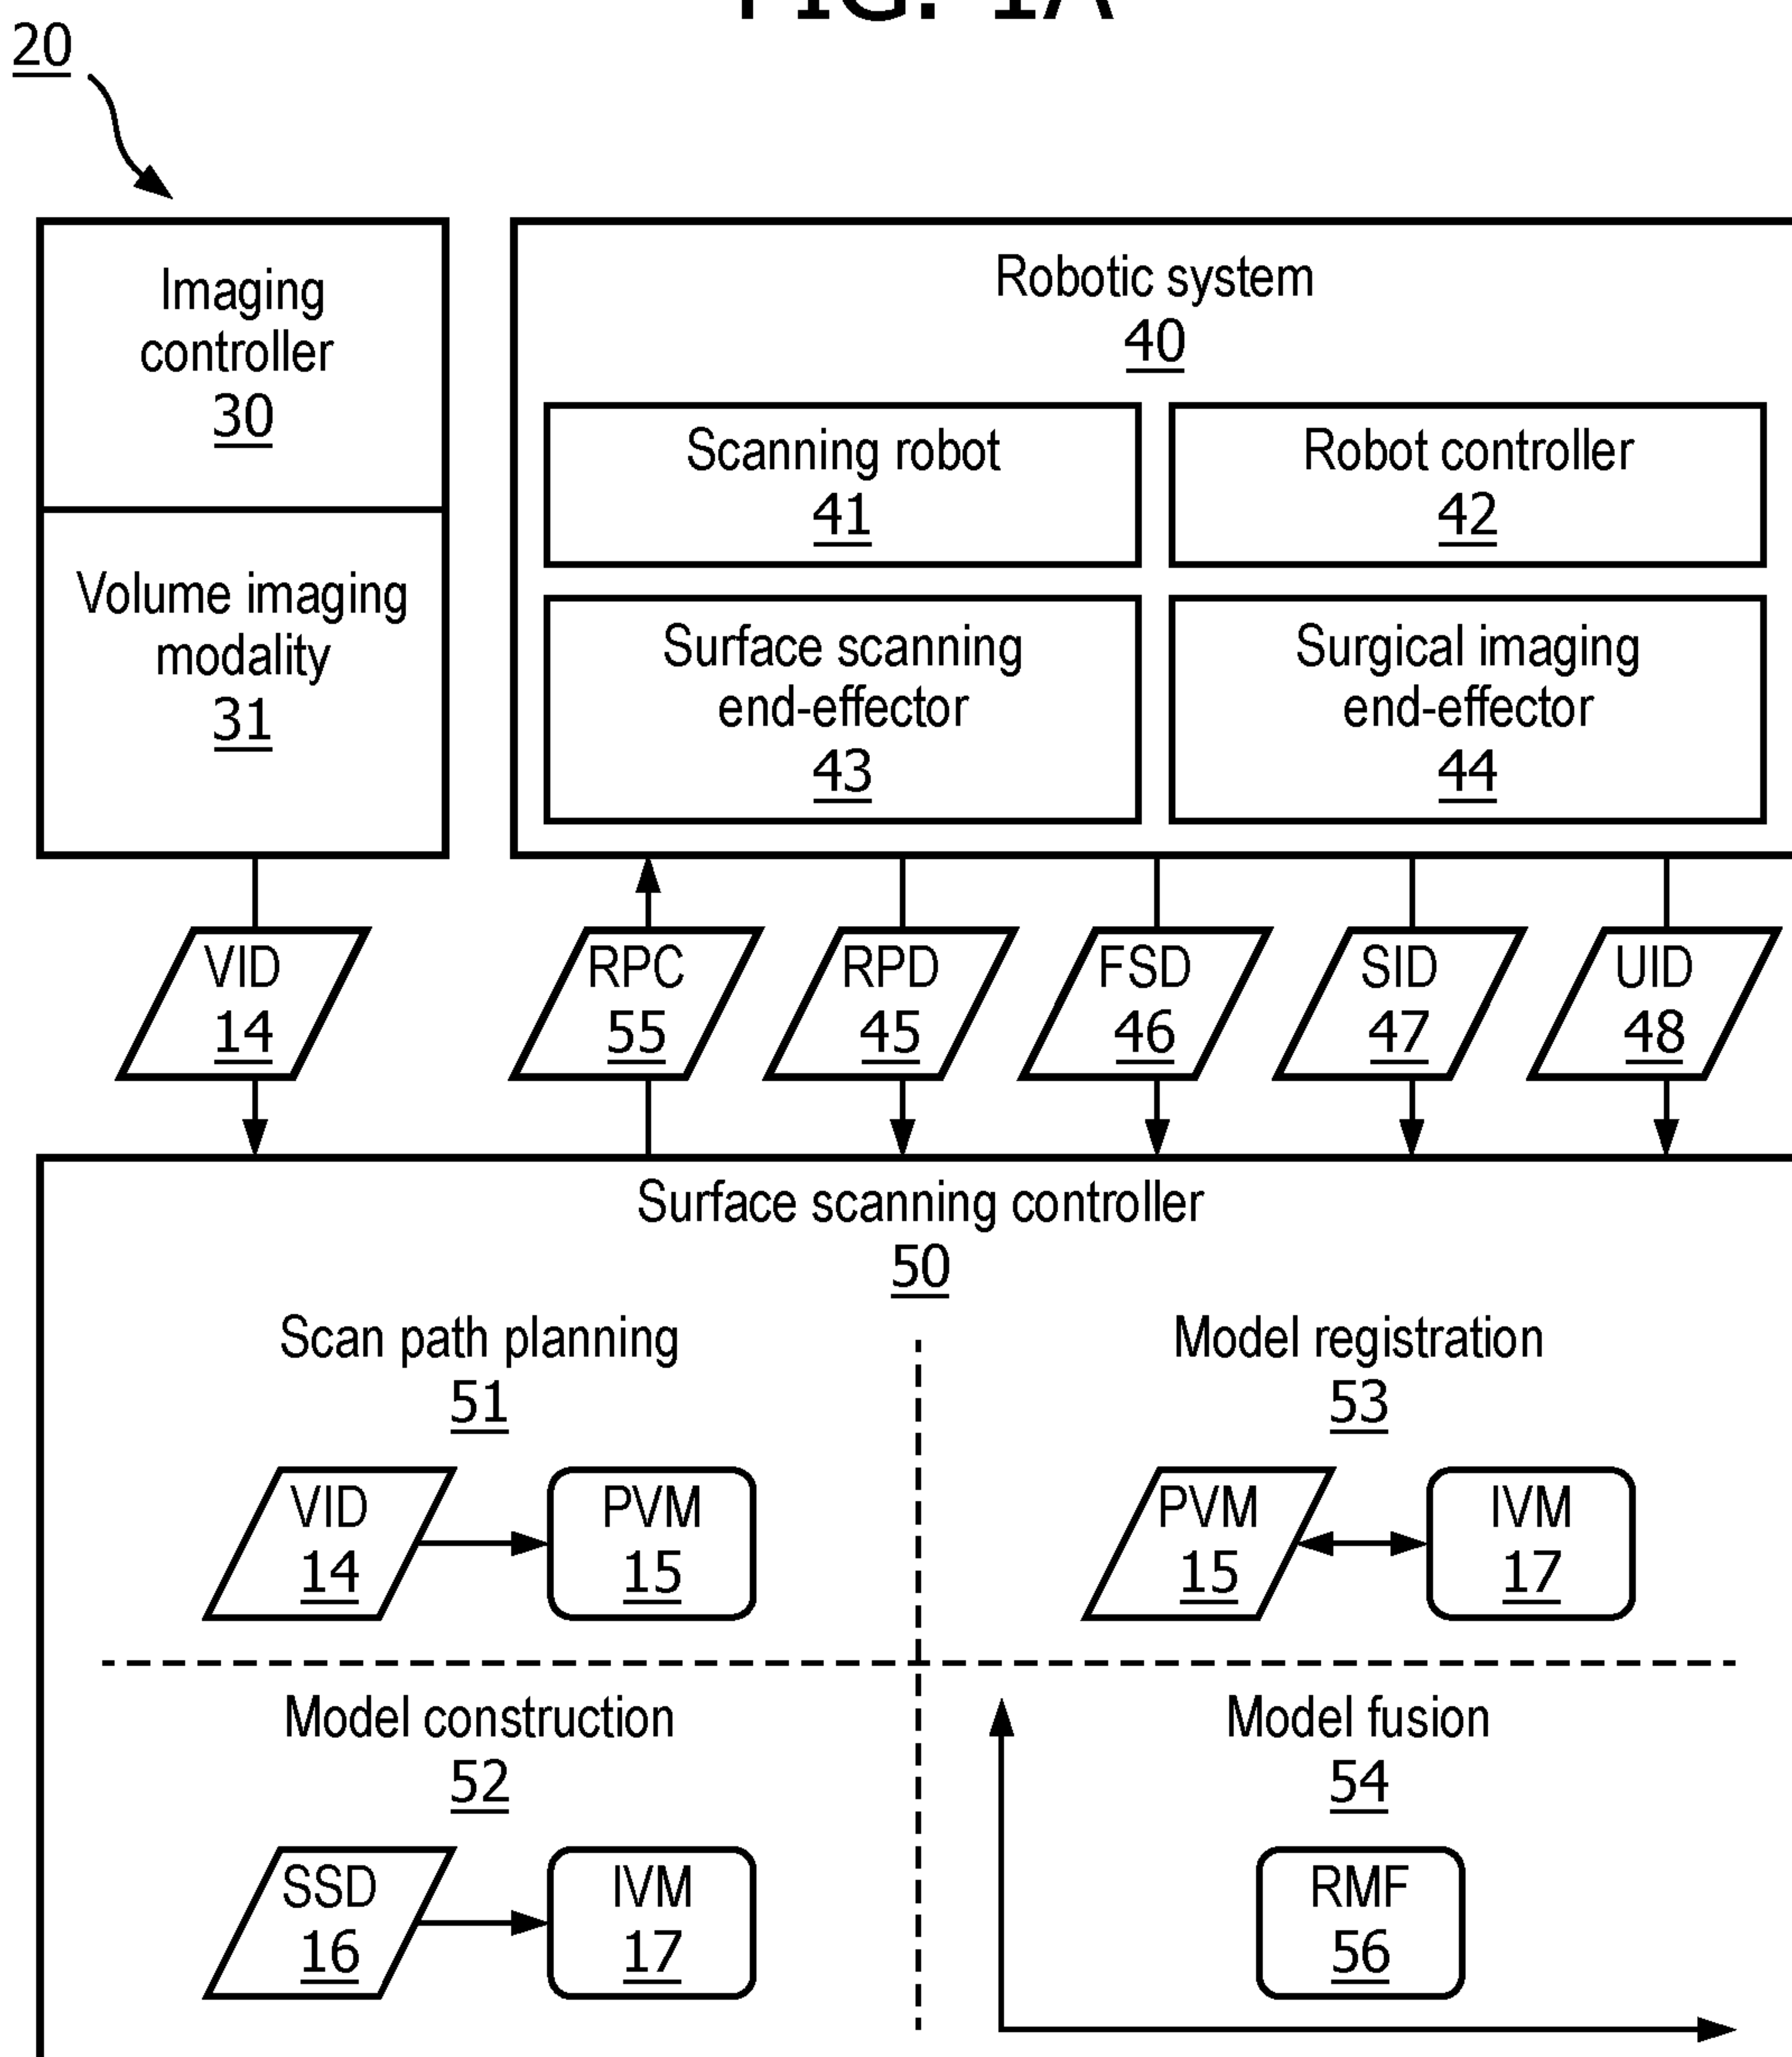 FIG. 1A
20
Imaging
controller
30
Volume imaging
modality
31
Robotic system
40
Scanning robot
41
Robot controller
42
Surface scanning
end-effector
43
Surgical imaging
end-effector
44
VID
14
RPC
55
RPD
45
FSD
46
SID
47
UID
48
Surface scanning controller
50
Scan path planning
51
VID
14
PVM
15
Model registration
53
PVM
15
IVM
17
Model construction
52
SSD
16
IVM
17
Model fusion
54
RMF
56